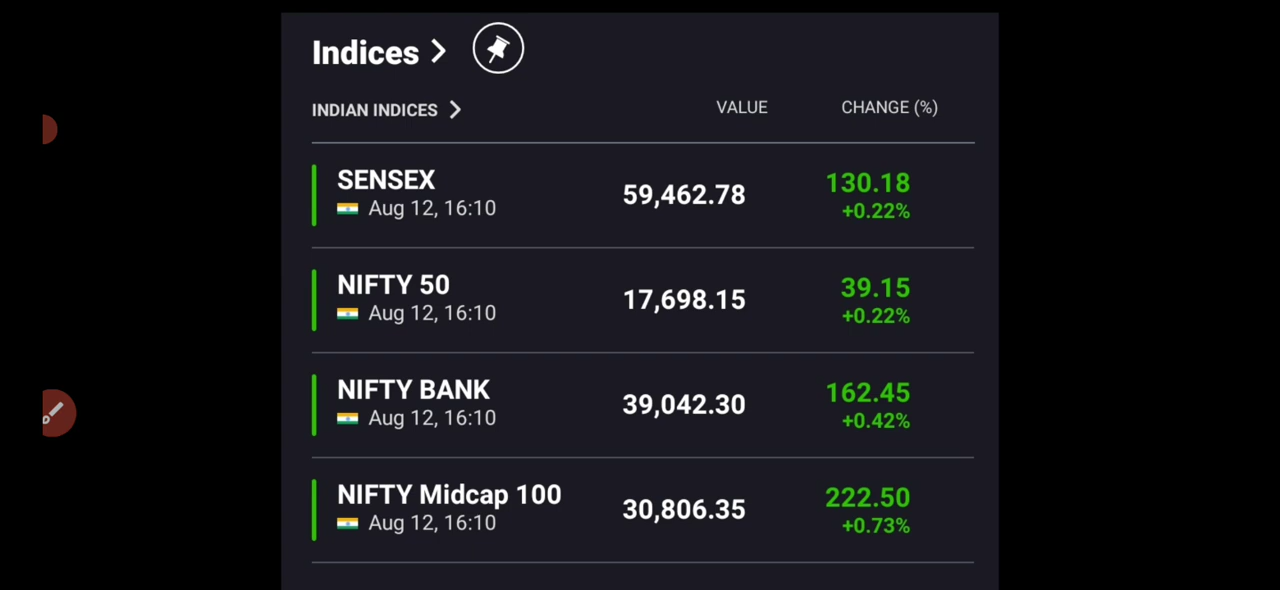 Indices
INDIAN INDICES VALUE CHANGE (%)
SENSEX
Aug 12, 16:10
59,462.78
130.18
+0.22%
NIFTY 50
Aug 12, 16:10
17,698.15
39.15
+0.22%
NIFTY BANK
Aug 12, 16:10
39,042.30
162.45
+0.42%
NIFTY Midcap 100
Aug 12, 16:10
30,806.35
222.50
+0.73%